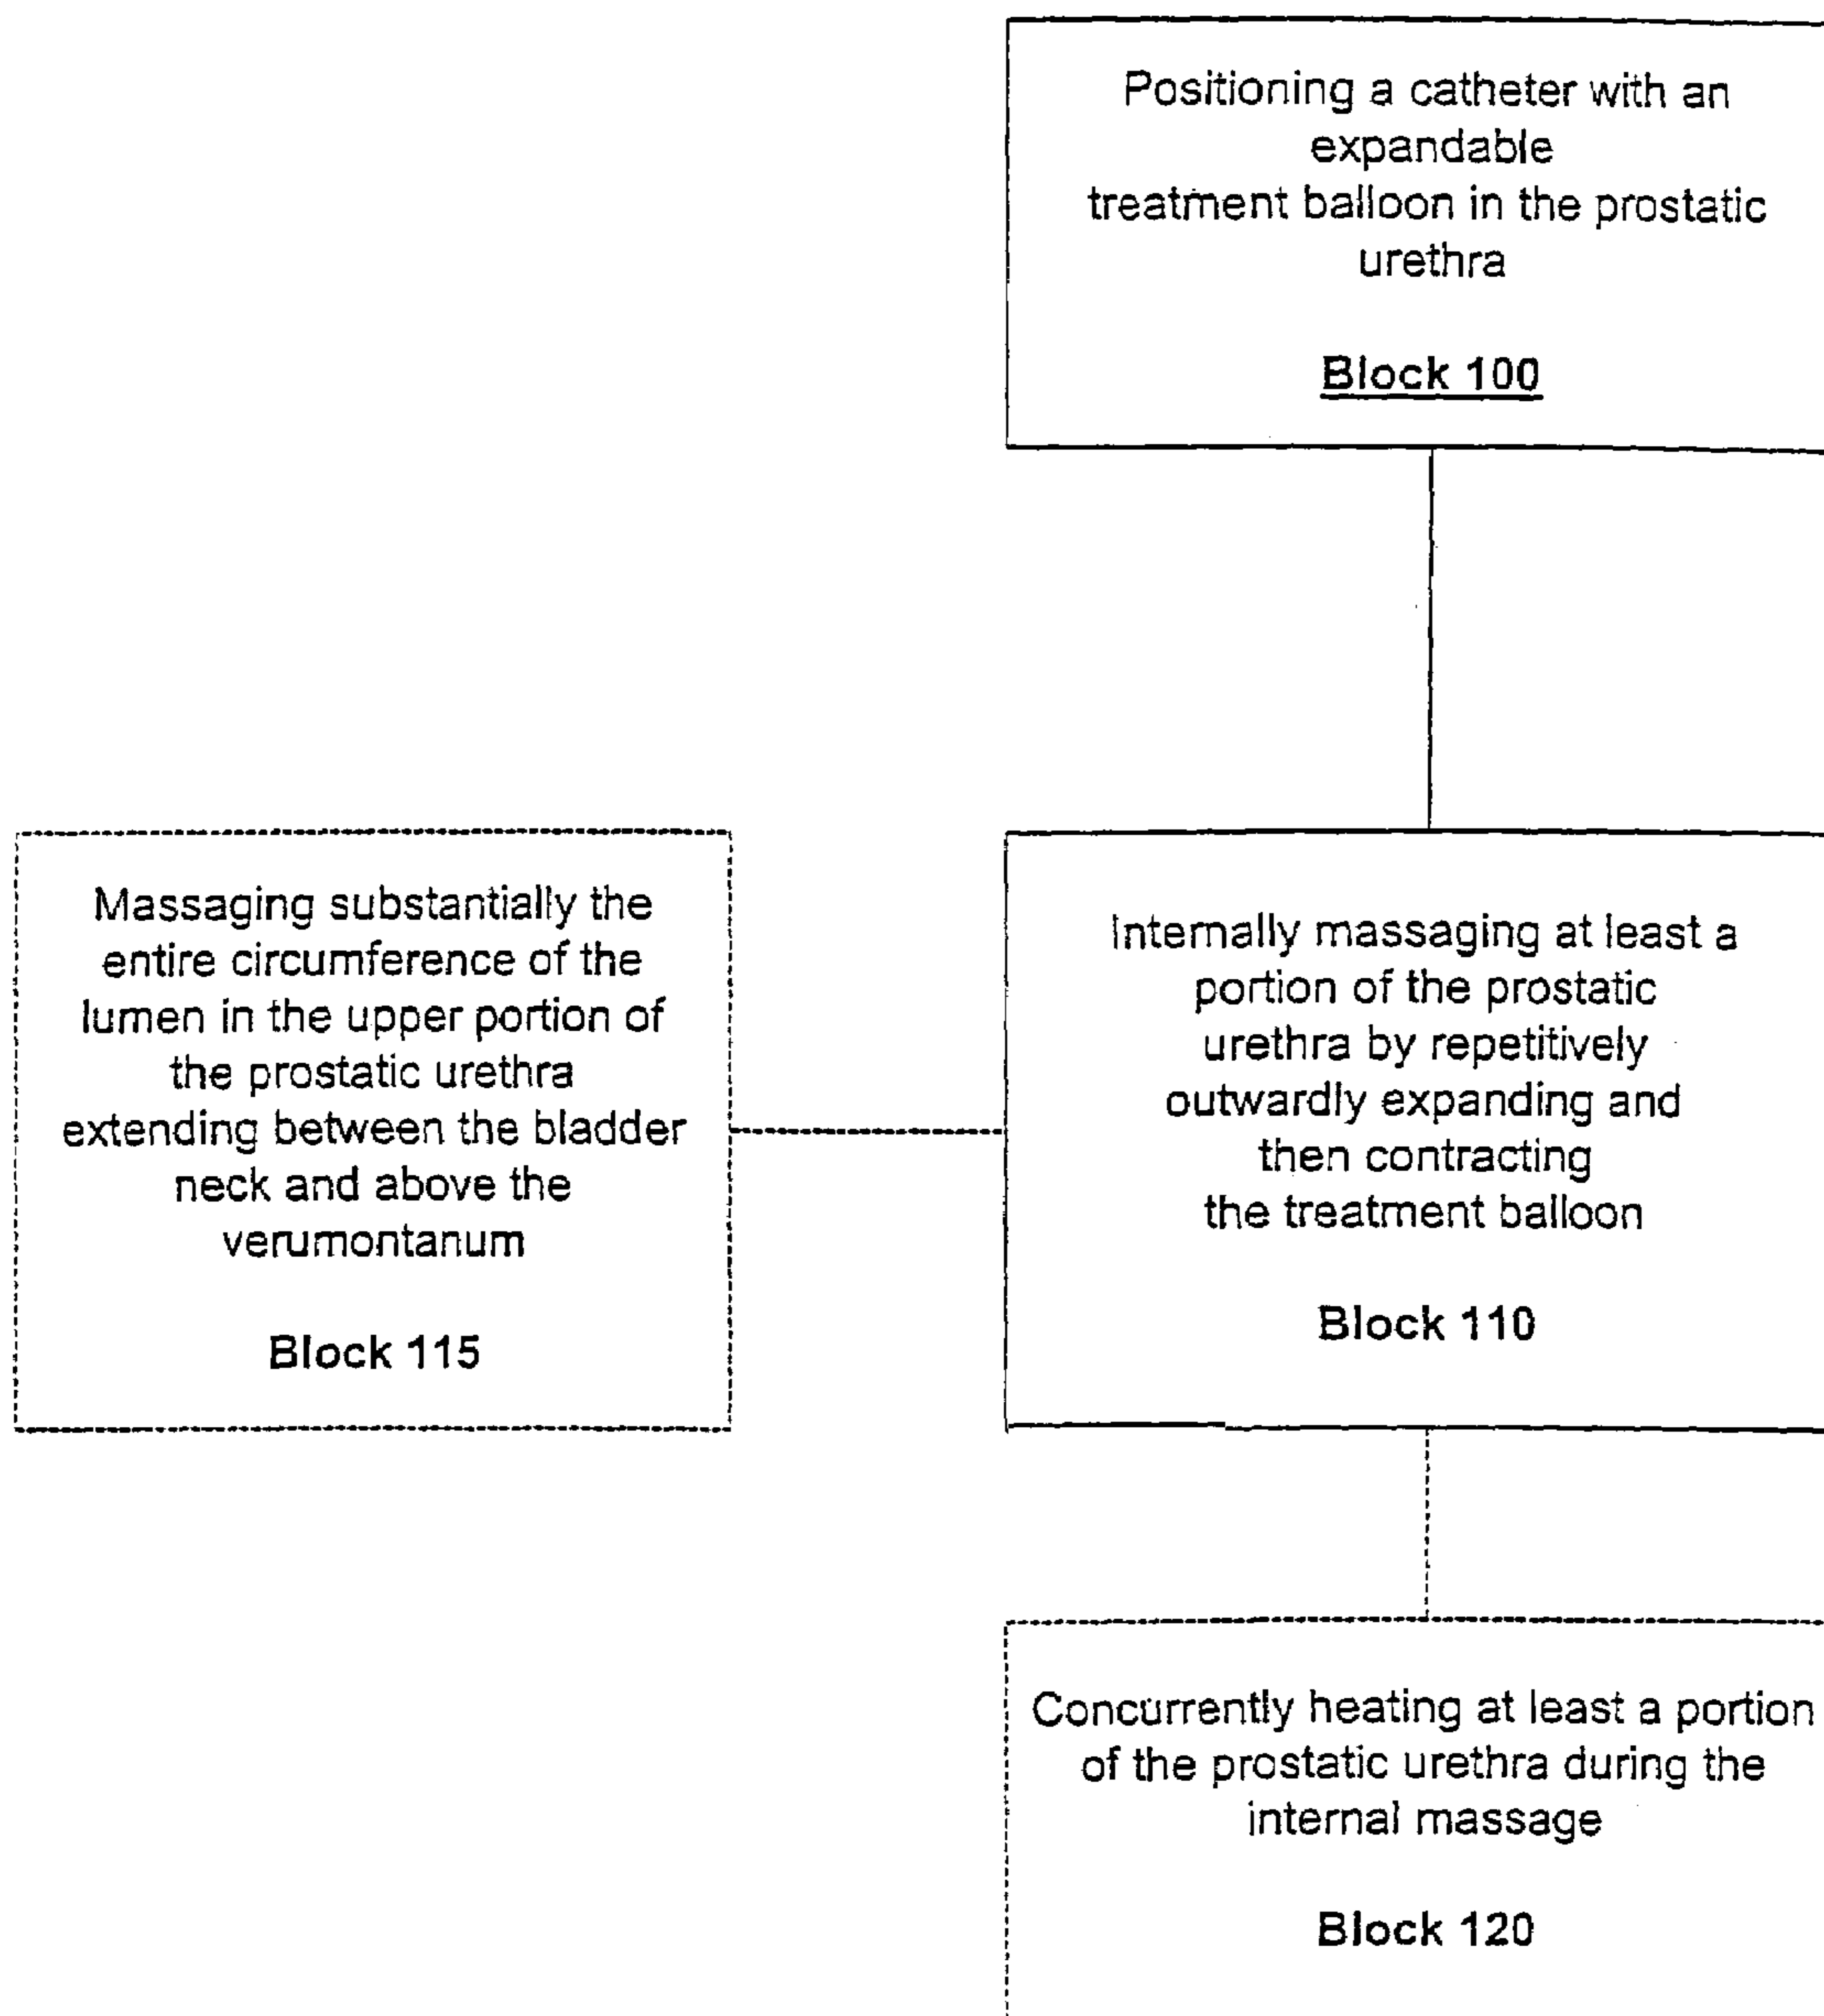 Positioning a catheter with an
expandable
treatment balloon in the prostatic
urethra
Block 100
Massaging substantially the
entire circumference of the
lumen in the upper portion of
the prostatic urethra
extending between the bladder
neck and above the
verumontanum
Block 115
Internally massaging at least a
portion of the prostatic
urethra by repetitively
outwardly expanding and
then contracting
the treatment balloon
Block 110
Concurrently heating at least a portion
of the prostatic urethra during the
internal massage
Block 120